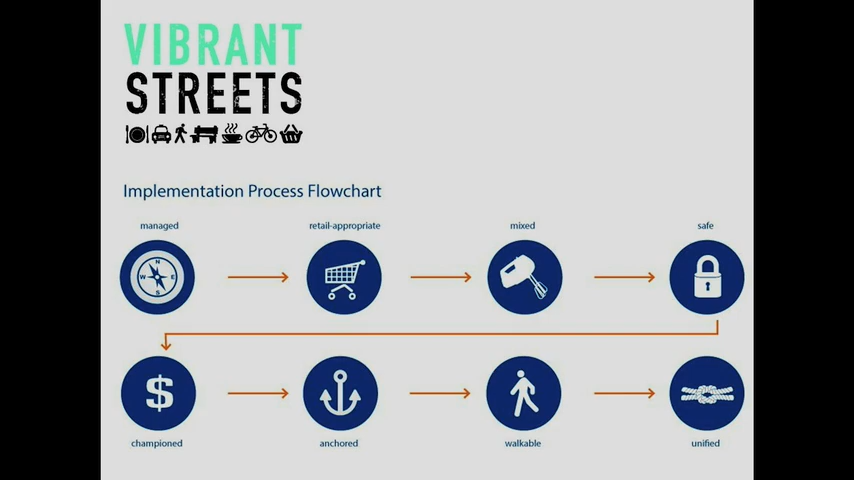 VIBRANT
STREETS
Implementation Process Flowchart
managed retail-appropriate mixed safe
N
W E
S
$
championed anchored walkable unified